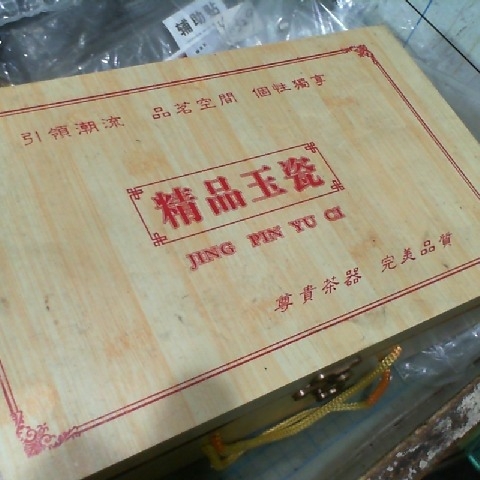 輔助點
引領潮流 品茗空間 個性獨享
精品玉瓷
JING PIN YU CI
尊貴茶器 完美品質